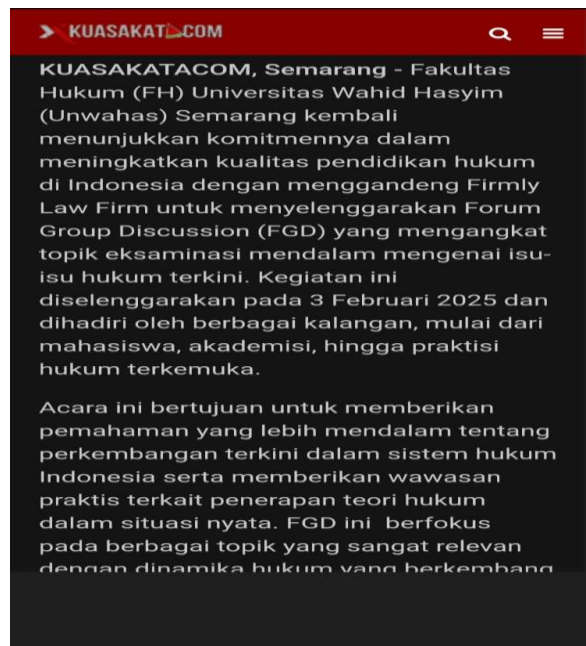 KUASAKATACOM
KUASAKATACOM, Semarang - Fakultas
Hukum (FH) Universitas Wahid Hasyim
(Unwahas) Semarang kembali
menunjukkan komitmennya dalam
meningkatkan kualitas pendidikan hukum
di Indonesia dengan menggandeng Firmly
Law Firm untuk menyelenggarakan Forum
Group Discussion (FGD) yang mengangkat
topik eksaminasi mendalam mengenai isu-
isu hukum terkini. Kegiatan ini
diselenggarakan pada 3 Februari 2025 dan
dihadiri oleh berbagai kalangan, mulai dari
mahasiswa, akademisi, hingga praktisi
hukum terkemuka.
Acara ini bertujuan untuk memberikan
pemahaman yang lebih mendalam tentang
perkembangan terkini dalam sistem hukum
Indonesia serta memberikan wawasan
praktis terkait penerapan teori hukum
dalam situasi nyata. FGD ini berfokus
pada berbagai topik yang sangat relevan
dengan dinamika hukum yang berkembang